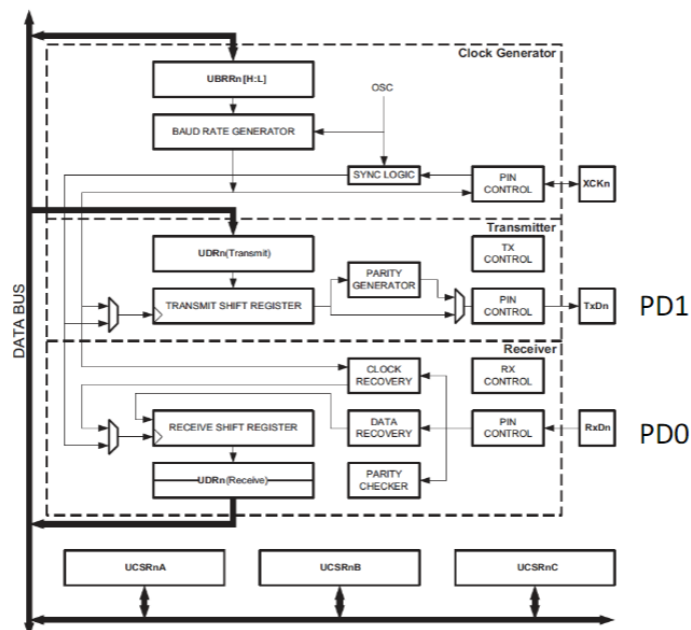 Clock Generator
UBRRn [H:L]
OSC
BAUD RATE GENERATOR
SYNC LOGIC
PIN
CONTROL
XCKn
DATA BUS
Transmitter
UDRn(Transmit)
TX
CONTROL
PARITY
GENERATOR
TRANSMIT SHIFT REGISTER
PIN
CONTROL
TxDn
PD1
Receiver
CLOCK
RECOVERY
RX
CONTROL
RECEIVE SHIFT REGISTER
DATA
RECOVERY
PIN
CONTROL
RxDn
PD0
UDRn(Receive)
PARITY
CHECKER
UCSRnA
UCSRnB
UCSRnC